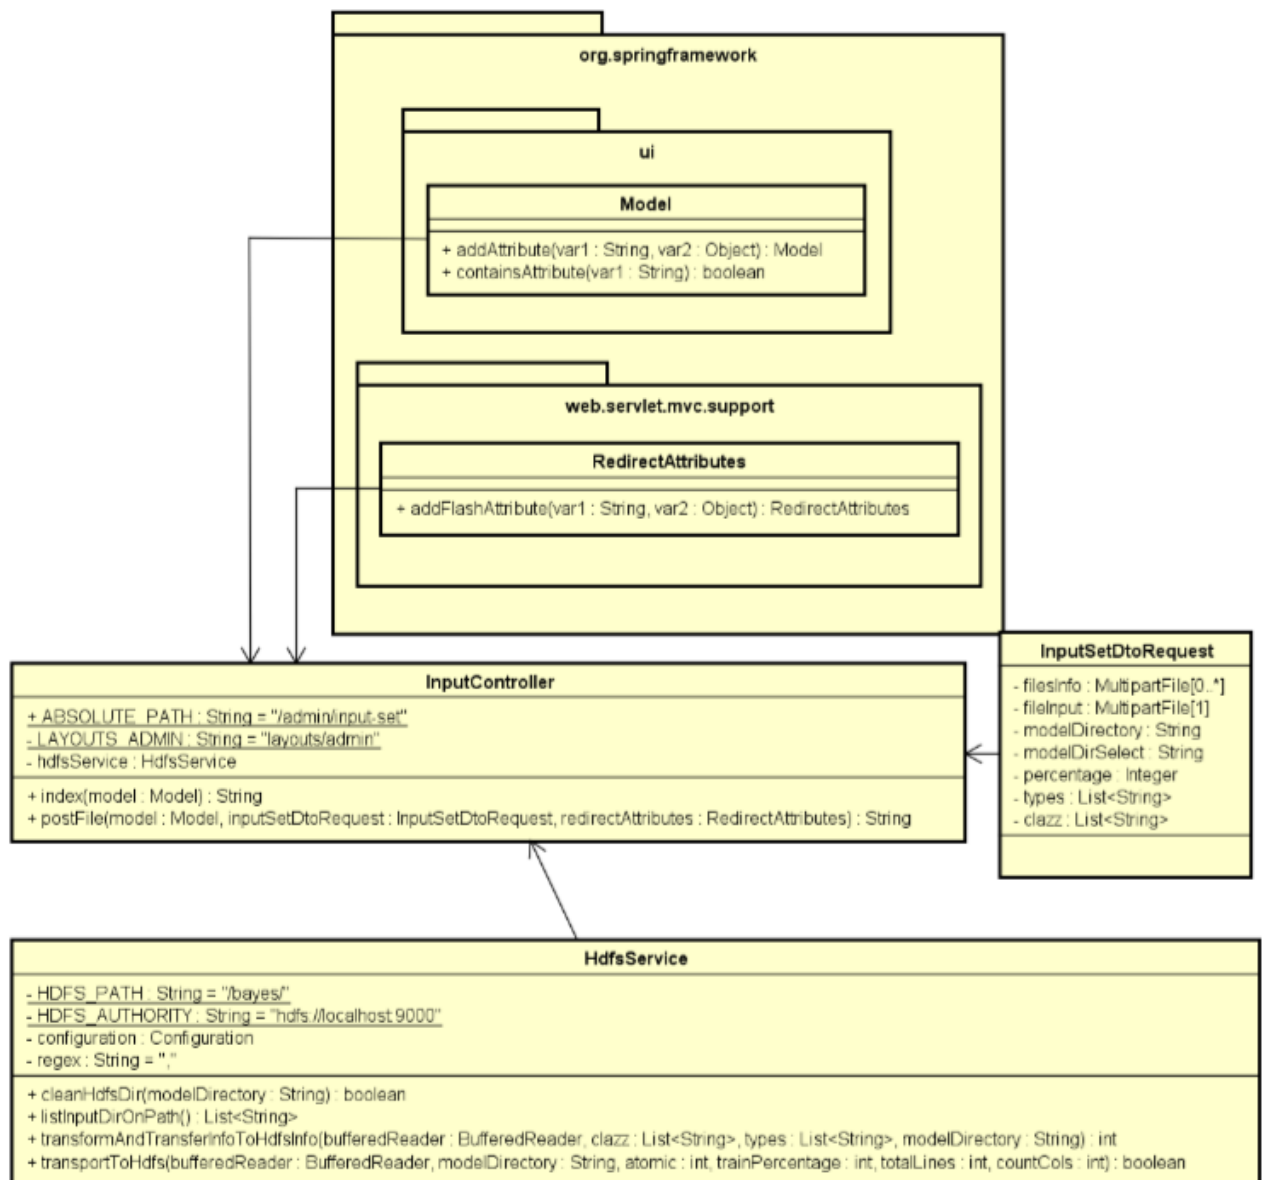 org.springframework
ui
Model
+ addAttribute(var1 : String, var2 : Object) : Model
+ containsAttribute(var1 : String) : boolean
web.servlet.mvc.support
RedirectAttributes
+ addFlashAttribute(var1 : String, var2 : Object) : RedirectAttributes
InputController
+ ABSOLUTE_PATH : String = "/admin/input-set"
- LAYOUTS_ADMIN : String = "layouts/admin"
- hdfsService : HdfsService
+ index(model : Model) : String
+ postFile(model : Model, inputSetDtoRequest : InputSetDtoRequest, redirectAttributes : RedirectAttributes) : String
InputSetDtoRequest
- filesInfo : MultipartFile[0..*]
- fileInput : MultipartFile[1]
- modelDirectory : String
- modelDirSelect : String
- percentage : Integer
- types : List<String>
- clazz : List<String>
HdfsService
- HDFS_PATH : String = "/bayes/"
- HDFS_AUTHORITY : String = "hdfs://localhost:9000"
- configuration : Configuration
- regex : String = ","
+ cleanHdfsDir(modelDirectory : String) : boolean
+ listInputDirOnPath() : List<String>
+ transformAndTransferInfoToHdfsInfo(bufferedReader : BufferedReader, clazz : List<String>, types : List<String>, modelDirectory : String) : int
+ transportToHdfs(bufferedReader : BufferedReader, modelDirectory : String, atomic : int, trainPercentage : int, totalLines : int, countCols : int) : boolean